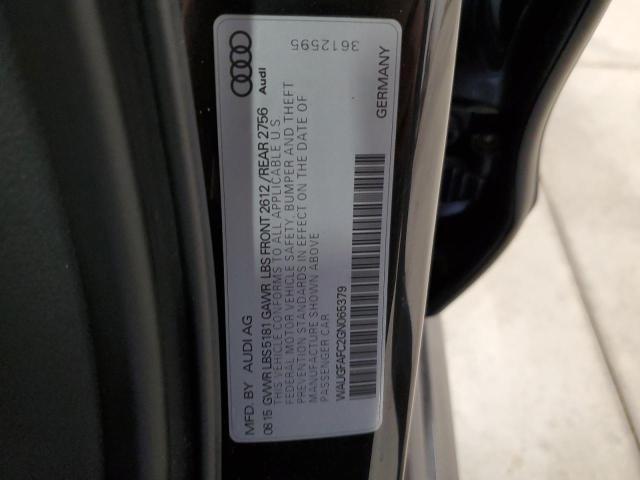 MFD BY AUDI AG
Audi
08 15 GVWR LBS 5181 GAWR LBS FRONT 2612 / REAR 2756
THIS VEHICLE CONFORMS TO ALL APPLICABLE U S
FEDERAL MOTOR VEHICLE SAFETY, BUMPER AND THEFT
PREVENTION STANDARDS IN EFFECT ON THE DATE OF
MANUFACTURE SHOWN ABOVE
PASSENGER CAR
WAUGFAFC2GN065379
GERMANY
3612595